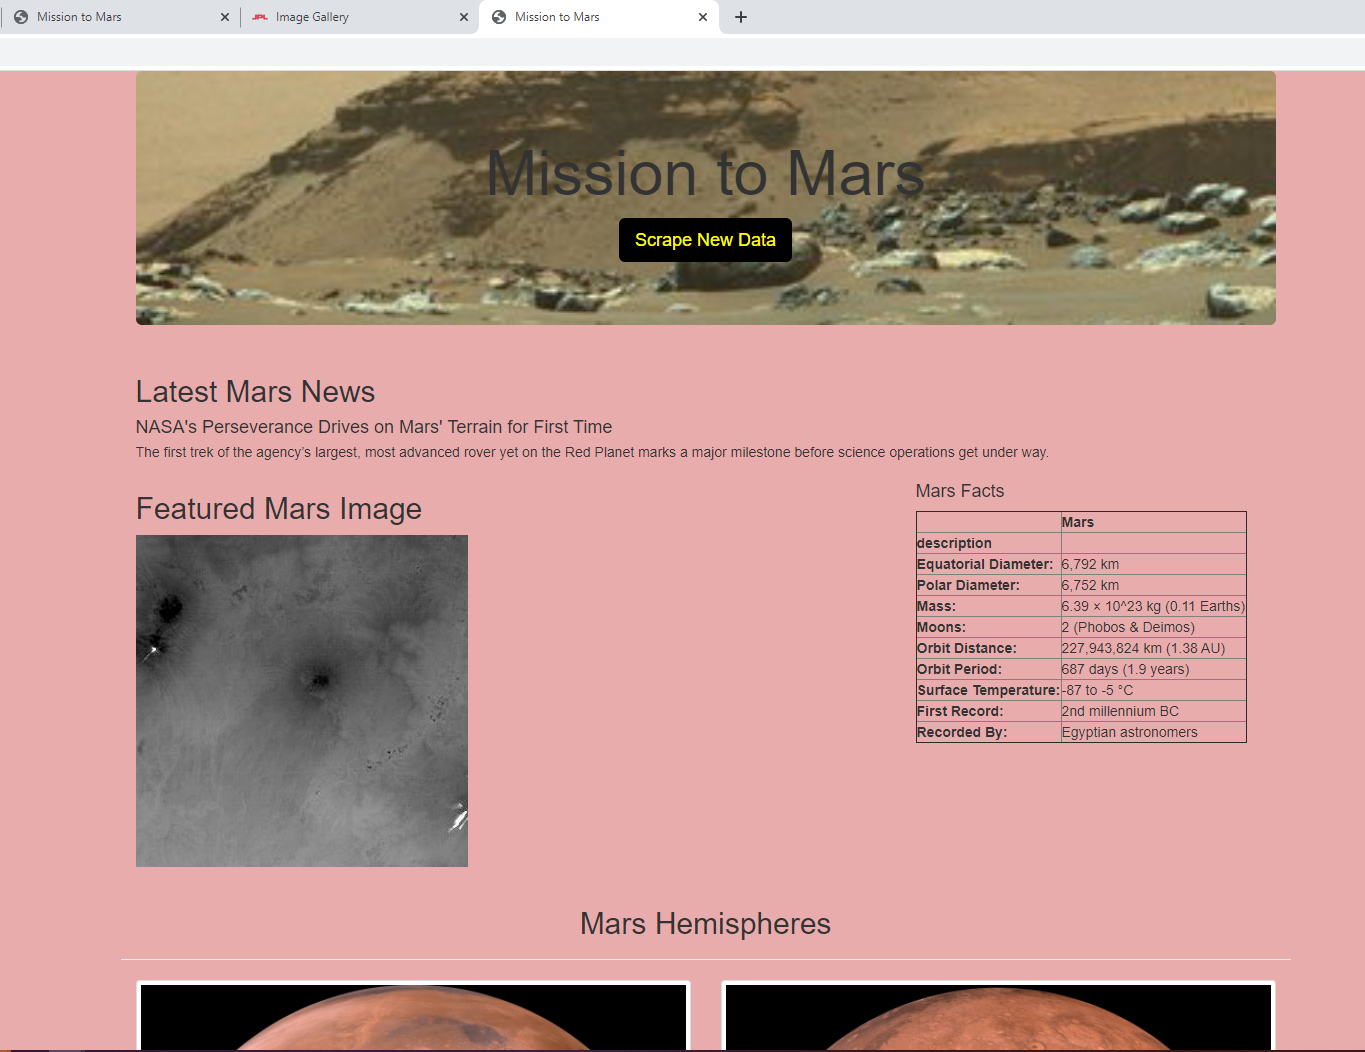 Mission to Mars
JPL Image Gallery
Mission to Mars
Mission to Mars
Scrape New Data
Latest Mars News
NASA's Perseverance Drives on Mars' Terrain for First Time
The first trek of the agency’s largest, most advanced rover yet on the Red Planet marks a major milestone before science operations get under way.
Featured Mars Image
Mars Facts
Mars
description
Equatorial Diameter: 6,792 km
Polar Diameter: 6,752 km
Mass: 6.39 × 10^23 kg (0.11 Earths)
Moons: 2 (Phobos & Deimos)
Orbit Distance: 227,943,824 km (1.38 AU)
Orbit Period: 687 days (1.9 years)
Surface Temperature: -87 to -5 °C
First Record: 2nd millennium BC
Recorded By: Egyptian astronomers
Mars Hemispheres